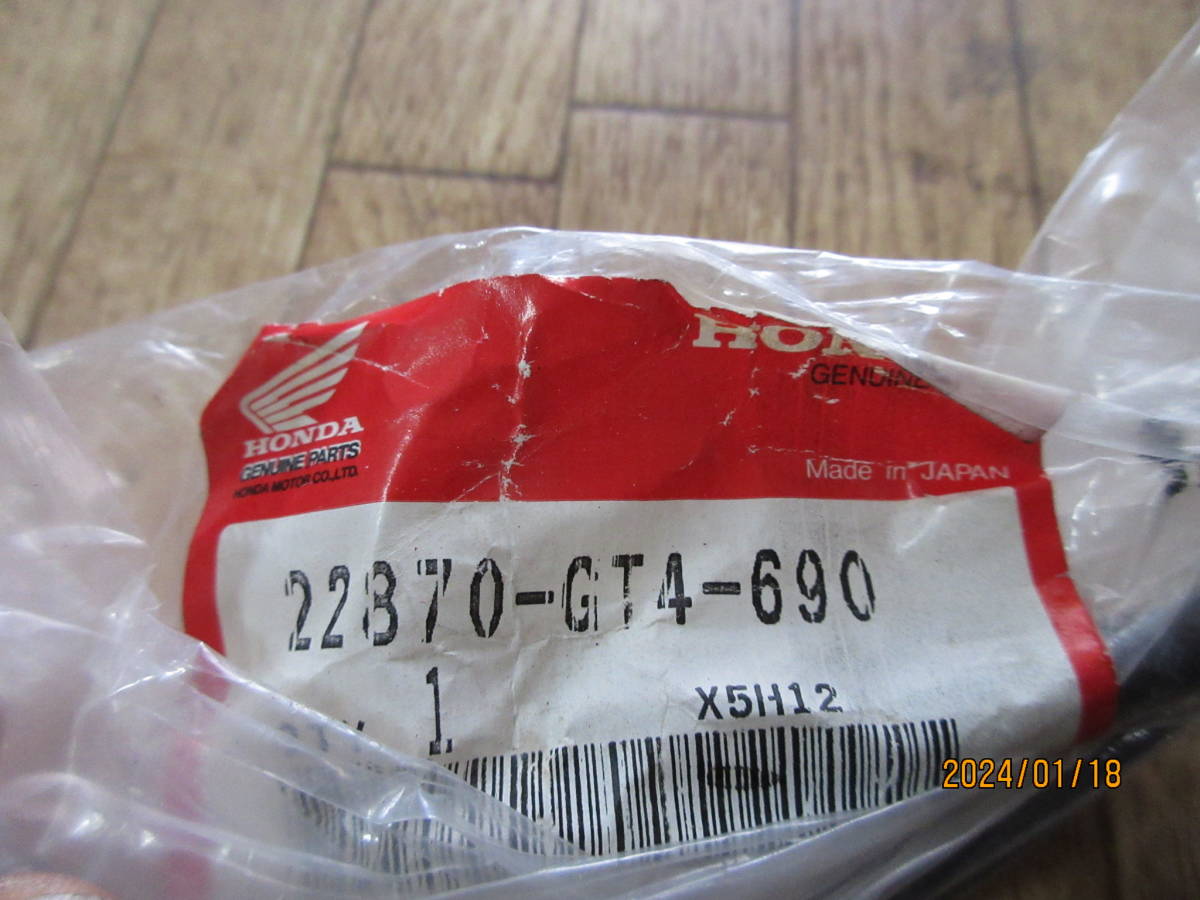 HONDA
GENUINE PARTS
HONDA MOTOR CO.,LTD.
GENUINE
Made in JAPAN
22870-GT4-690
1
X5H12
2024/01/18